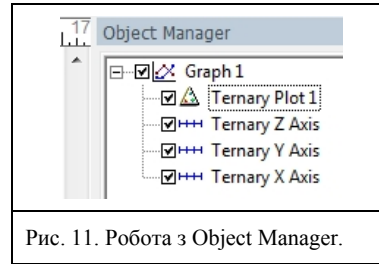 17 Object Manager
Graph 1
Ternary Plot 1
Ternary Z Axis
Ternary Y Axis
Ternary X Axis
Рис. 11. Робота з Object Manager.